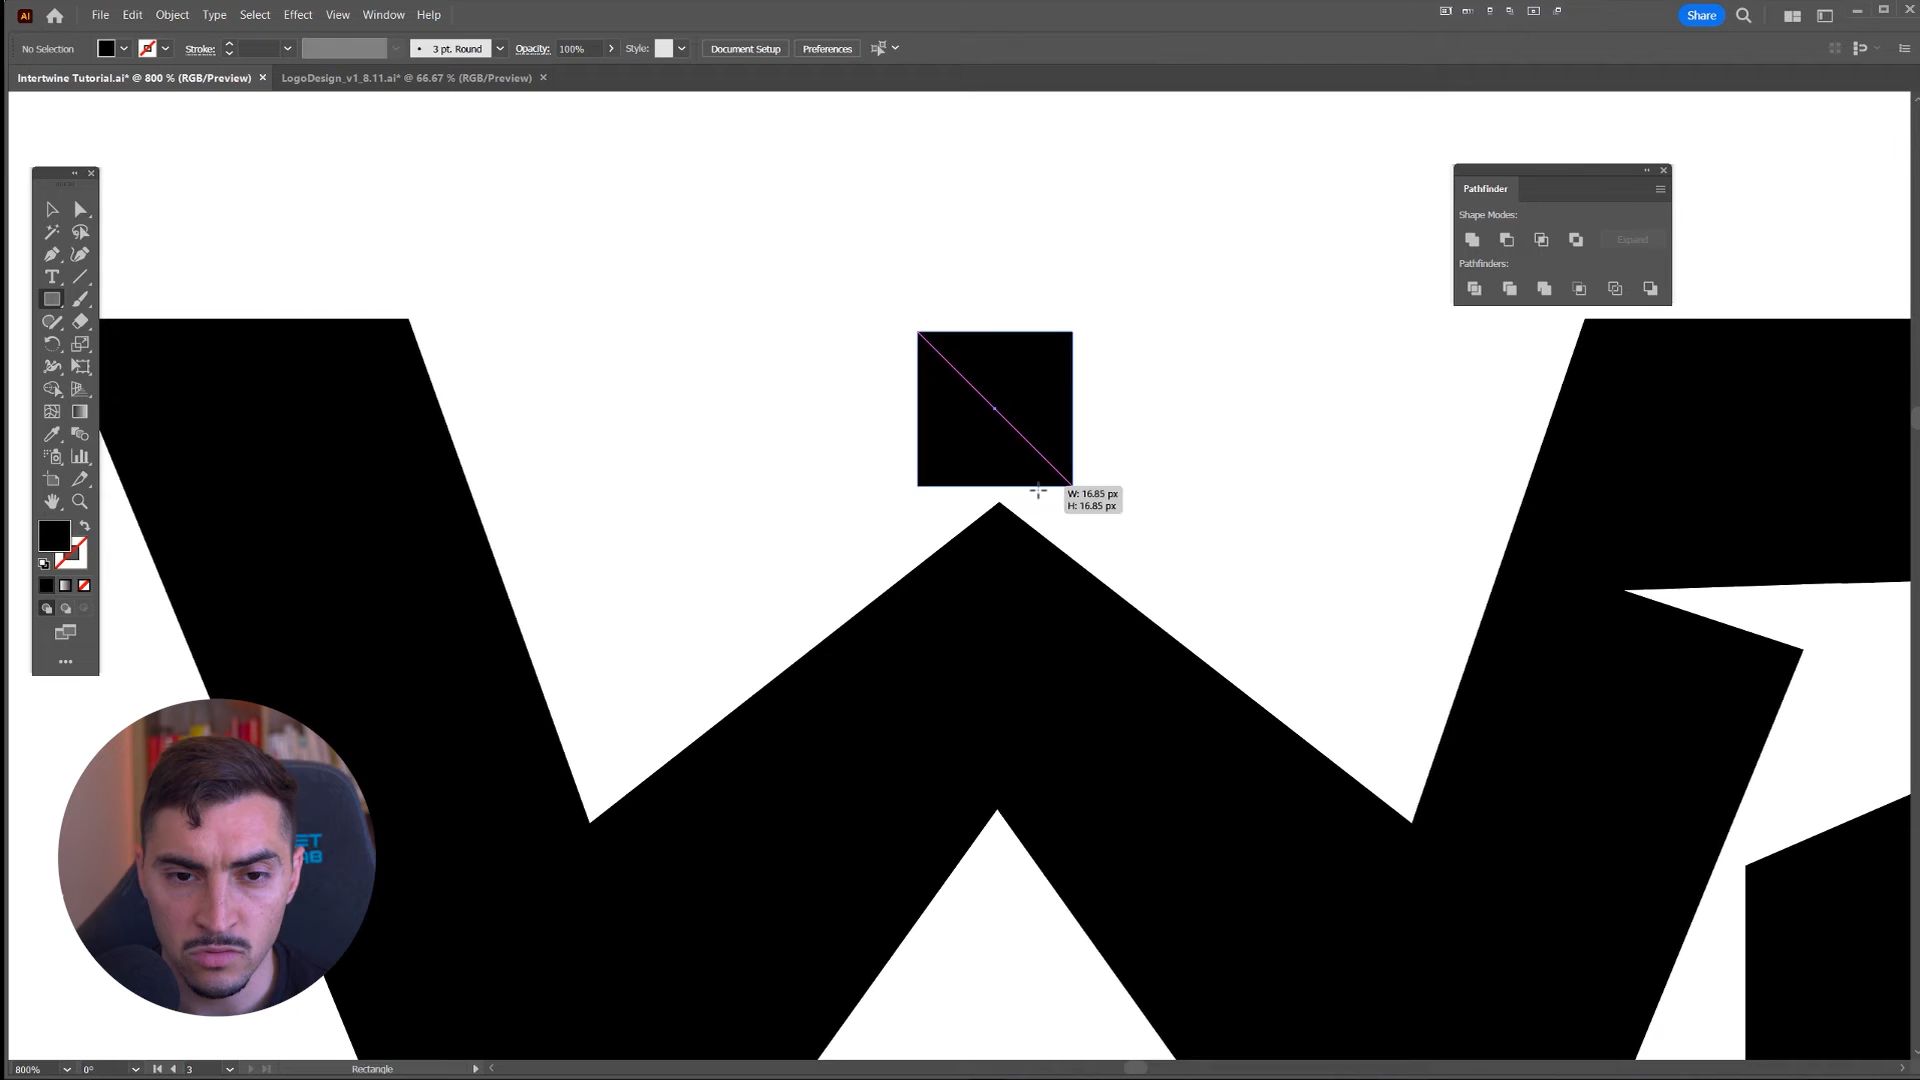 Ai File Edit Object Type Select Effect View Window Help Share
No Selection Stroke: 3 pt. Round Opacity: 100% Style: Document Setup Preferences
Intertwine Tutorial.ai* @ 800 % (RGB/Preview) × LogoDesign_v1_8.11.ai* @ 66.67 % (RGB/Preview) ×
Pathfinder
Shape Modes:
Expand
Pathfinders:
W: 16.85 px
H: 16.85 px
800% 0° 3 Rectangle